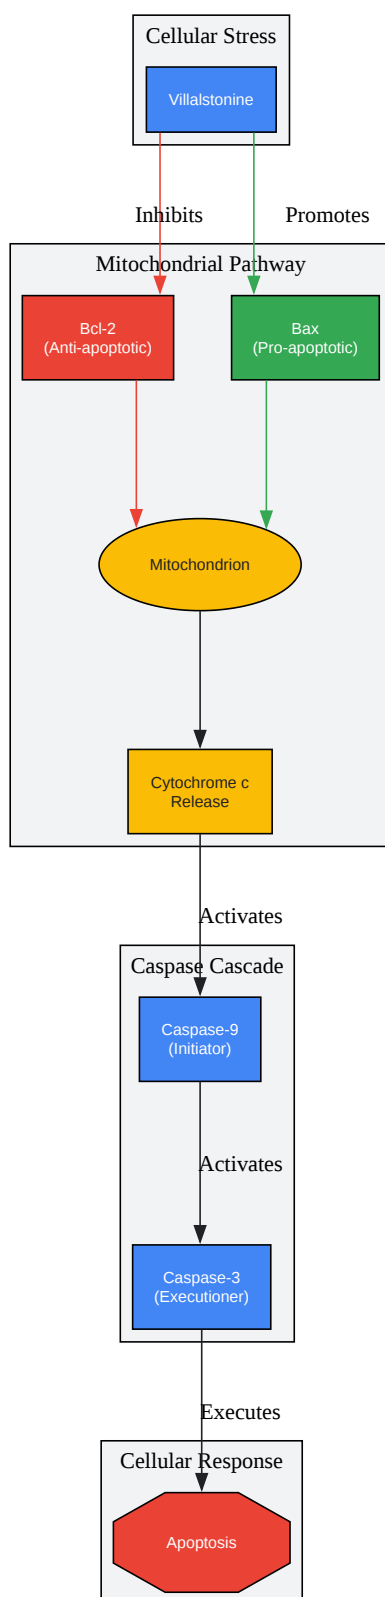 Cellular Stress
Villalstonine
Inhibits
Promotes
Mitochondrial Pathway
Bcl-2
(Anti-apoptotic)
Bax
(Pro-apoptotic)
Mitochondrion
Cytochrome c
Release
Activates
Caspase Cascade
Caspase-9
(Initiator)
Activates
Caspase-3
(Executioner)
Executes
Cellular Response
Apoptosis